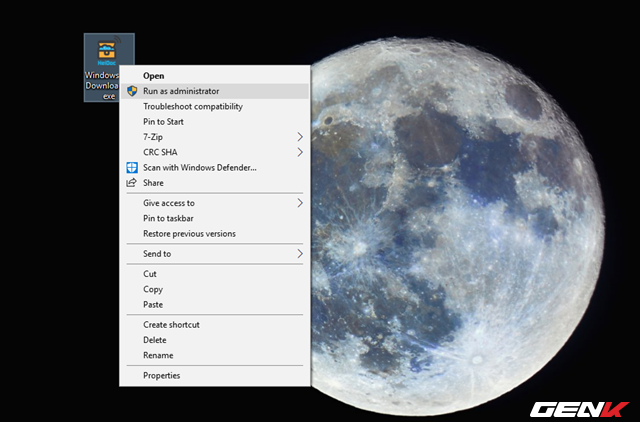 HeiDoc
Windows
Downloa
exe
Open
Run as administrator
Troubleshoot compatibility
Pin to Start
7-Zip
CRC SHA
Scan with Windows Defender...
Share
Give access to
Pin to taskbar
Restore previous versions
Send to
Cut
Copy
Paste
Create shortcut
Delete
Rename
Properties
GENK